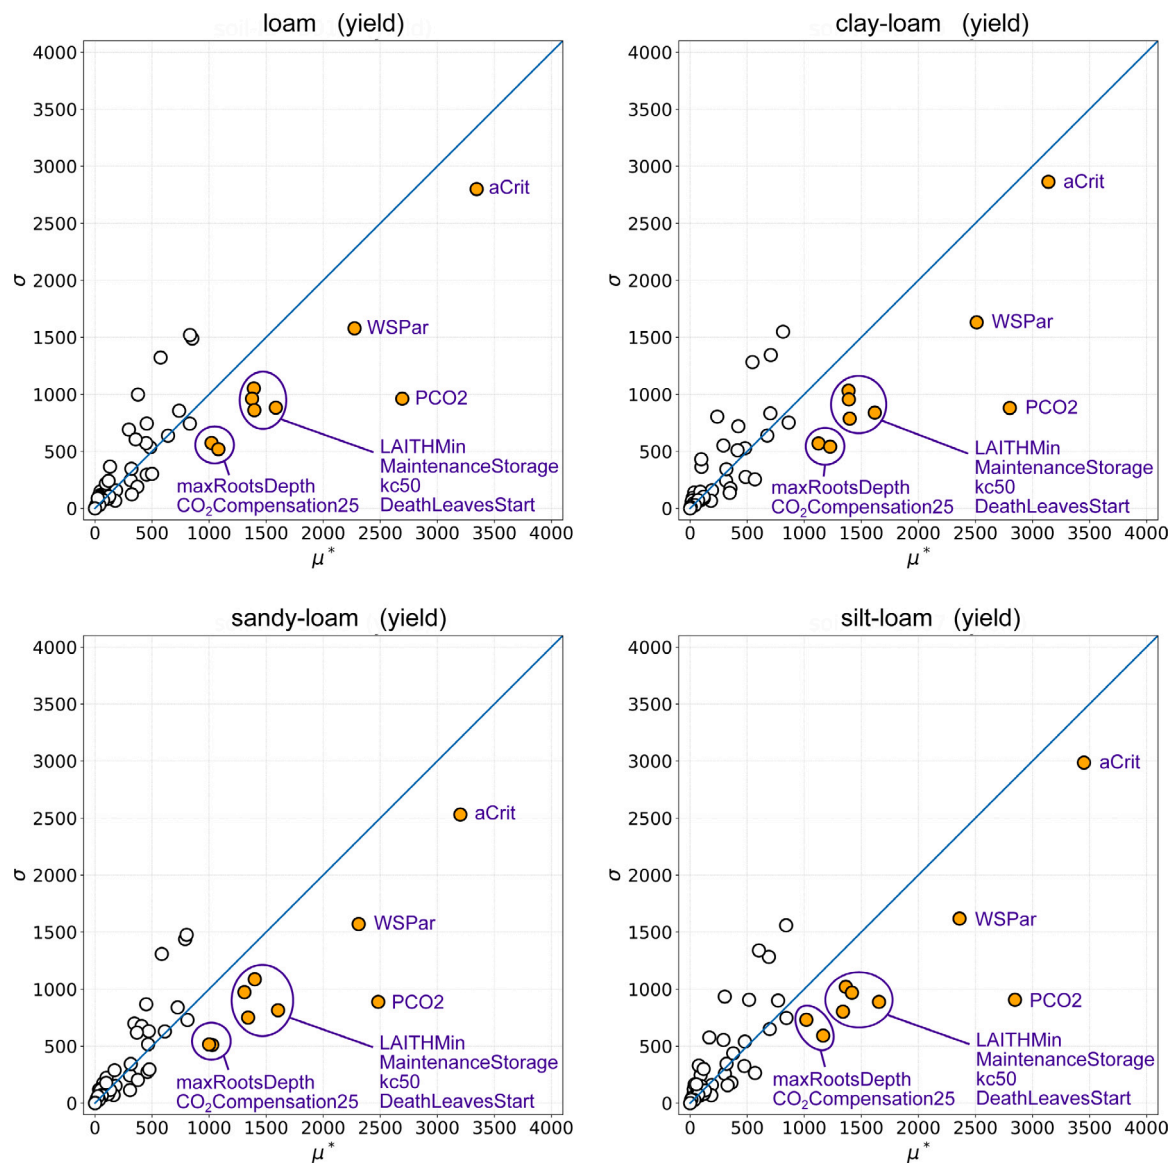 loam (yield)
4000
3500
3000
2500
2000
1500
1000
500
0
σ
aCrit
WSPar
PCO2
LAITHMin
MaintenanceStorage
kc50
DeathLeavesStart
maxRootsDepth
CO₂Compensation25
0 500 1000 1500 2000 2500 3000 3500 4000
μ*
clay-loam (yield)
4000
3500
3000
2500
2000
1500
1000
500
0
σ
aCrit
WSPar
PCO2
LAITHMin
MaintenanceStorage
kc50
DeathLeavesStart
maxRootsDepth
CO₂Compensation25
0 500 1000 1500 2000 2500 3000 3500 4000
μ*
sandy-loam (yield)
4000
3500
3000
2500
2000
1500
1000
500
0
σ
aCrit
WSPar
PCO2
LAITHMin
MaintenanceStorage
kc50
DeathLeavesStart
maxRootsDepth
CO₂Compensation25
0 500 1000 1500 2000 2500 3000 3500 4000
μ*
silt-loam (yield)
4000
3500
3000
2500
2000
1500
1000
500
0
σ
aCrit
WSPar
PCO2
LAITHMin
MaintenanceStorage
kc50
DeathLeavesStart
maxRootsDepth
CO₂Compensation25
0 500 1000 1500 2000 2500 3000 3500 4000
μ*